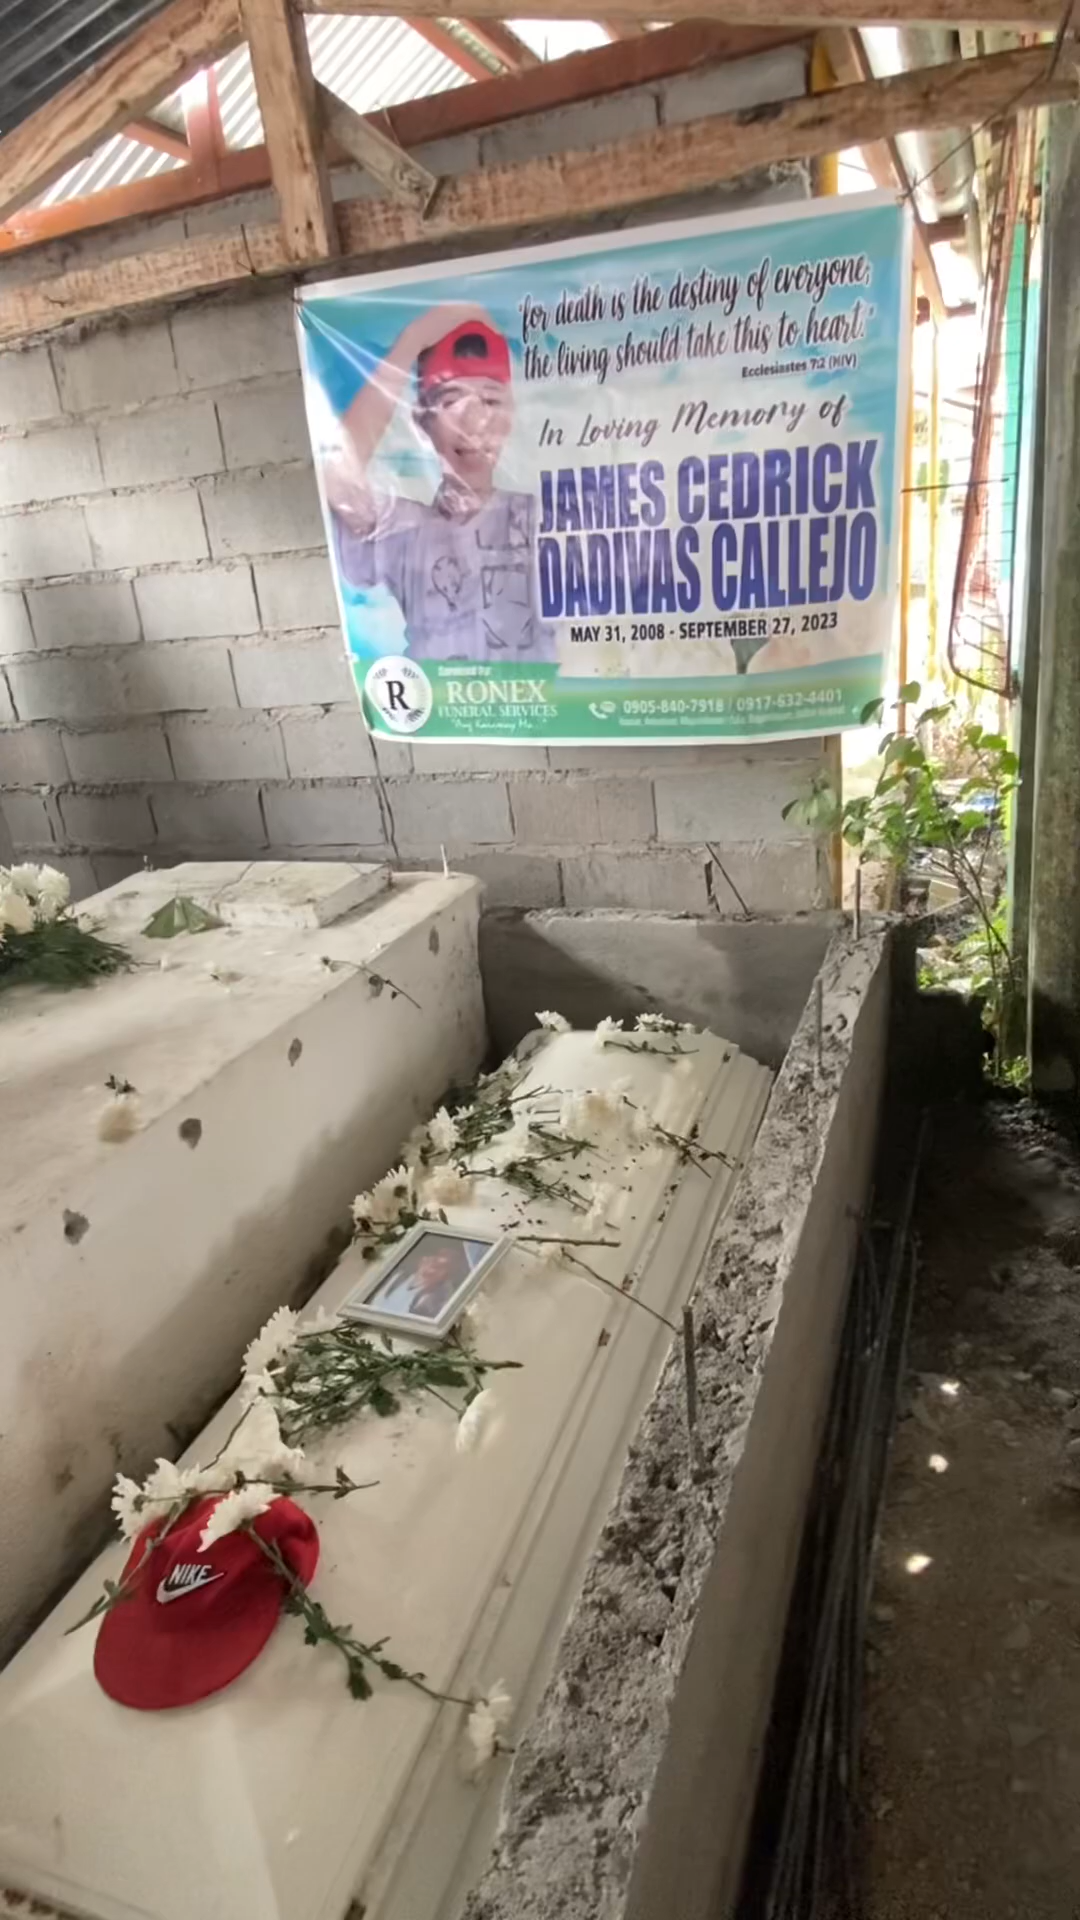 "for death is the destiny of everyone;
the living should take this to heart."
Ecclesiastes 7:2 (NIV)
In Loving Memory of
JAMES CEDRICK
DADIVAS CALLEJO
MAY 31, 2008 - SEPTEMBER 27, 2023
Serviced by:
R
RONEX
FUNERAL SERVICES
0905-840-7918 / 0917-632-4401
NIKE